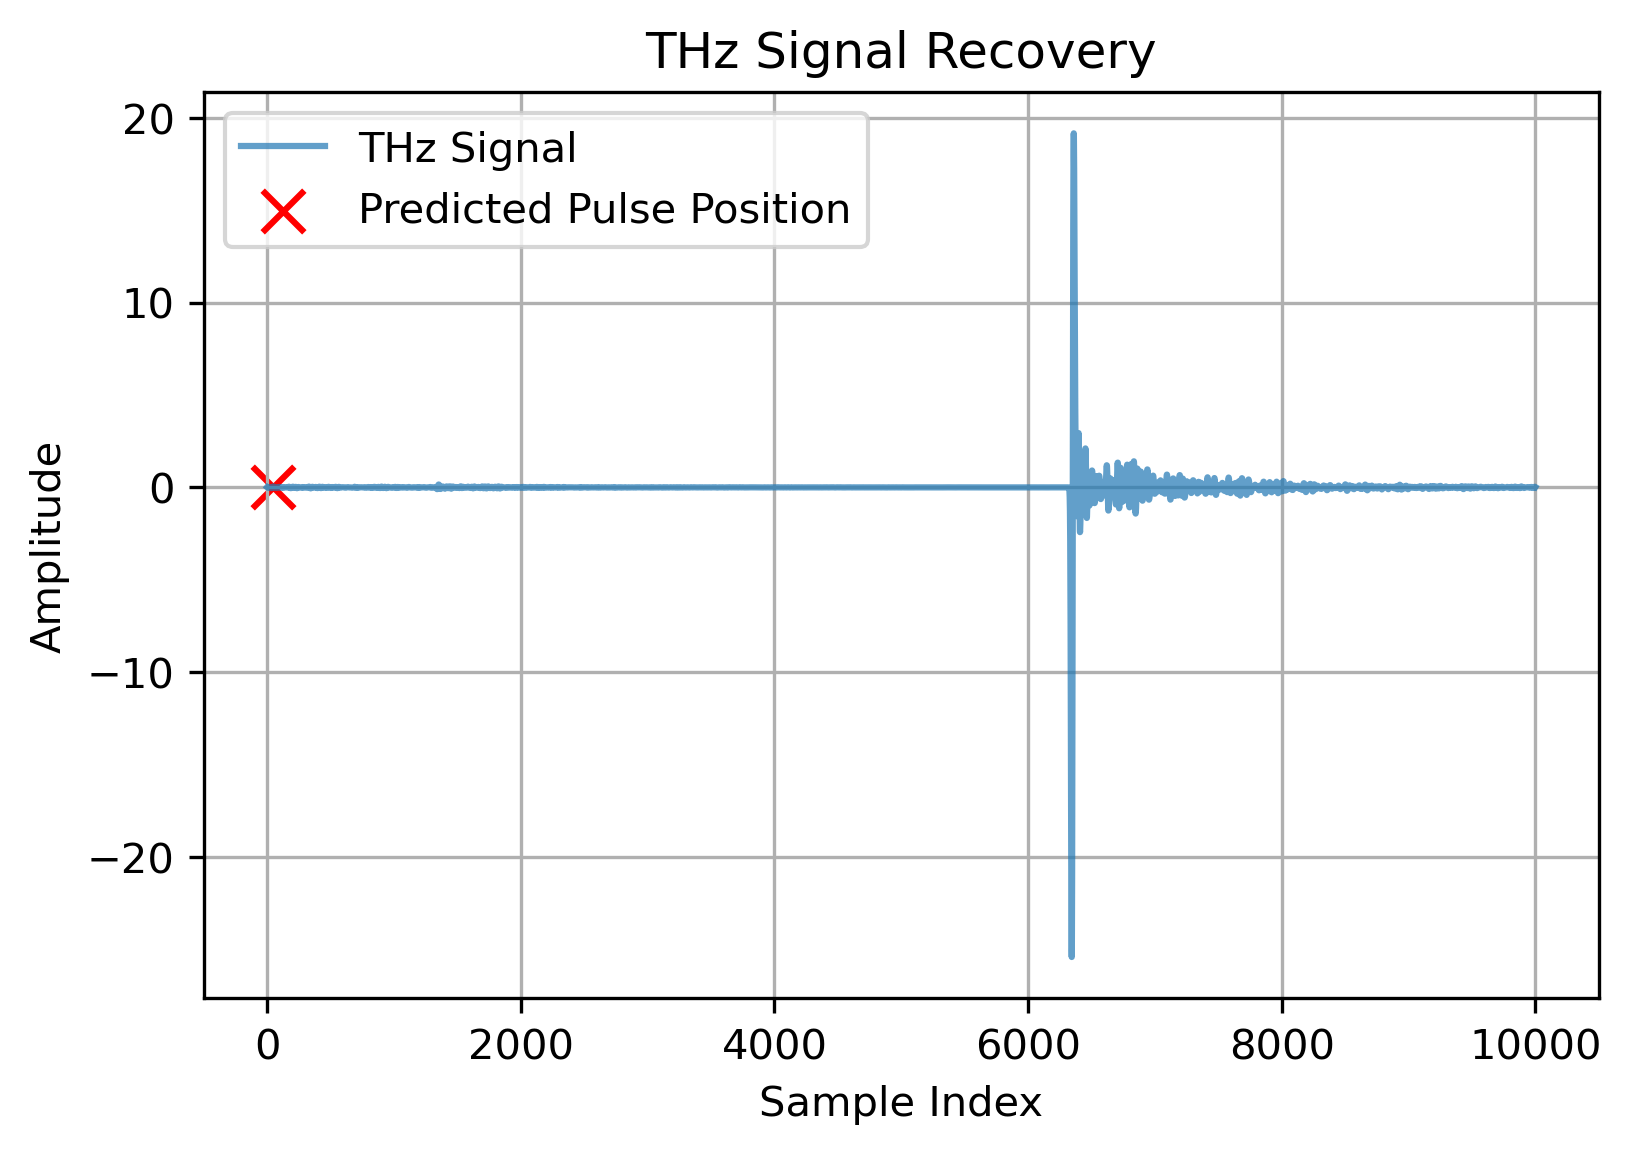 THz Signal Recovery
20
10
0
−10
−20
Amplitude
THz Signal
Predicted Pulse Position
0 2000 4000 6000 8000 10000
Sample Index